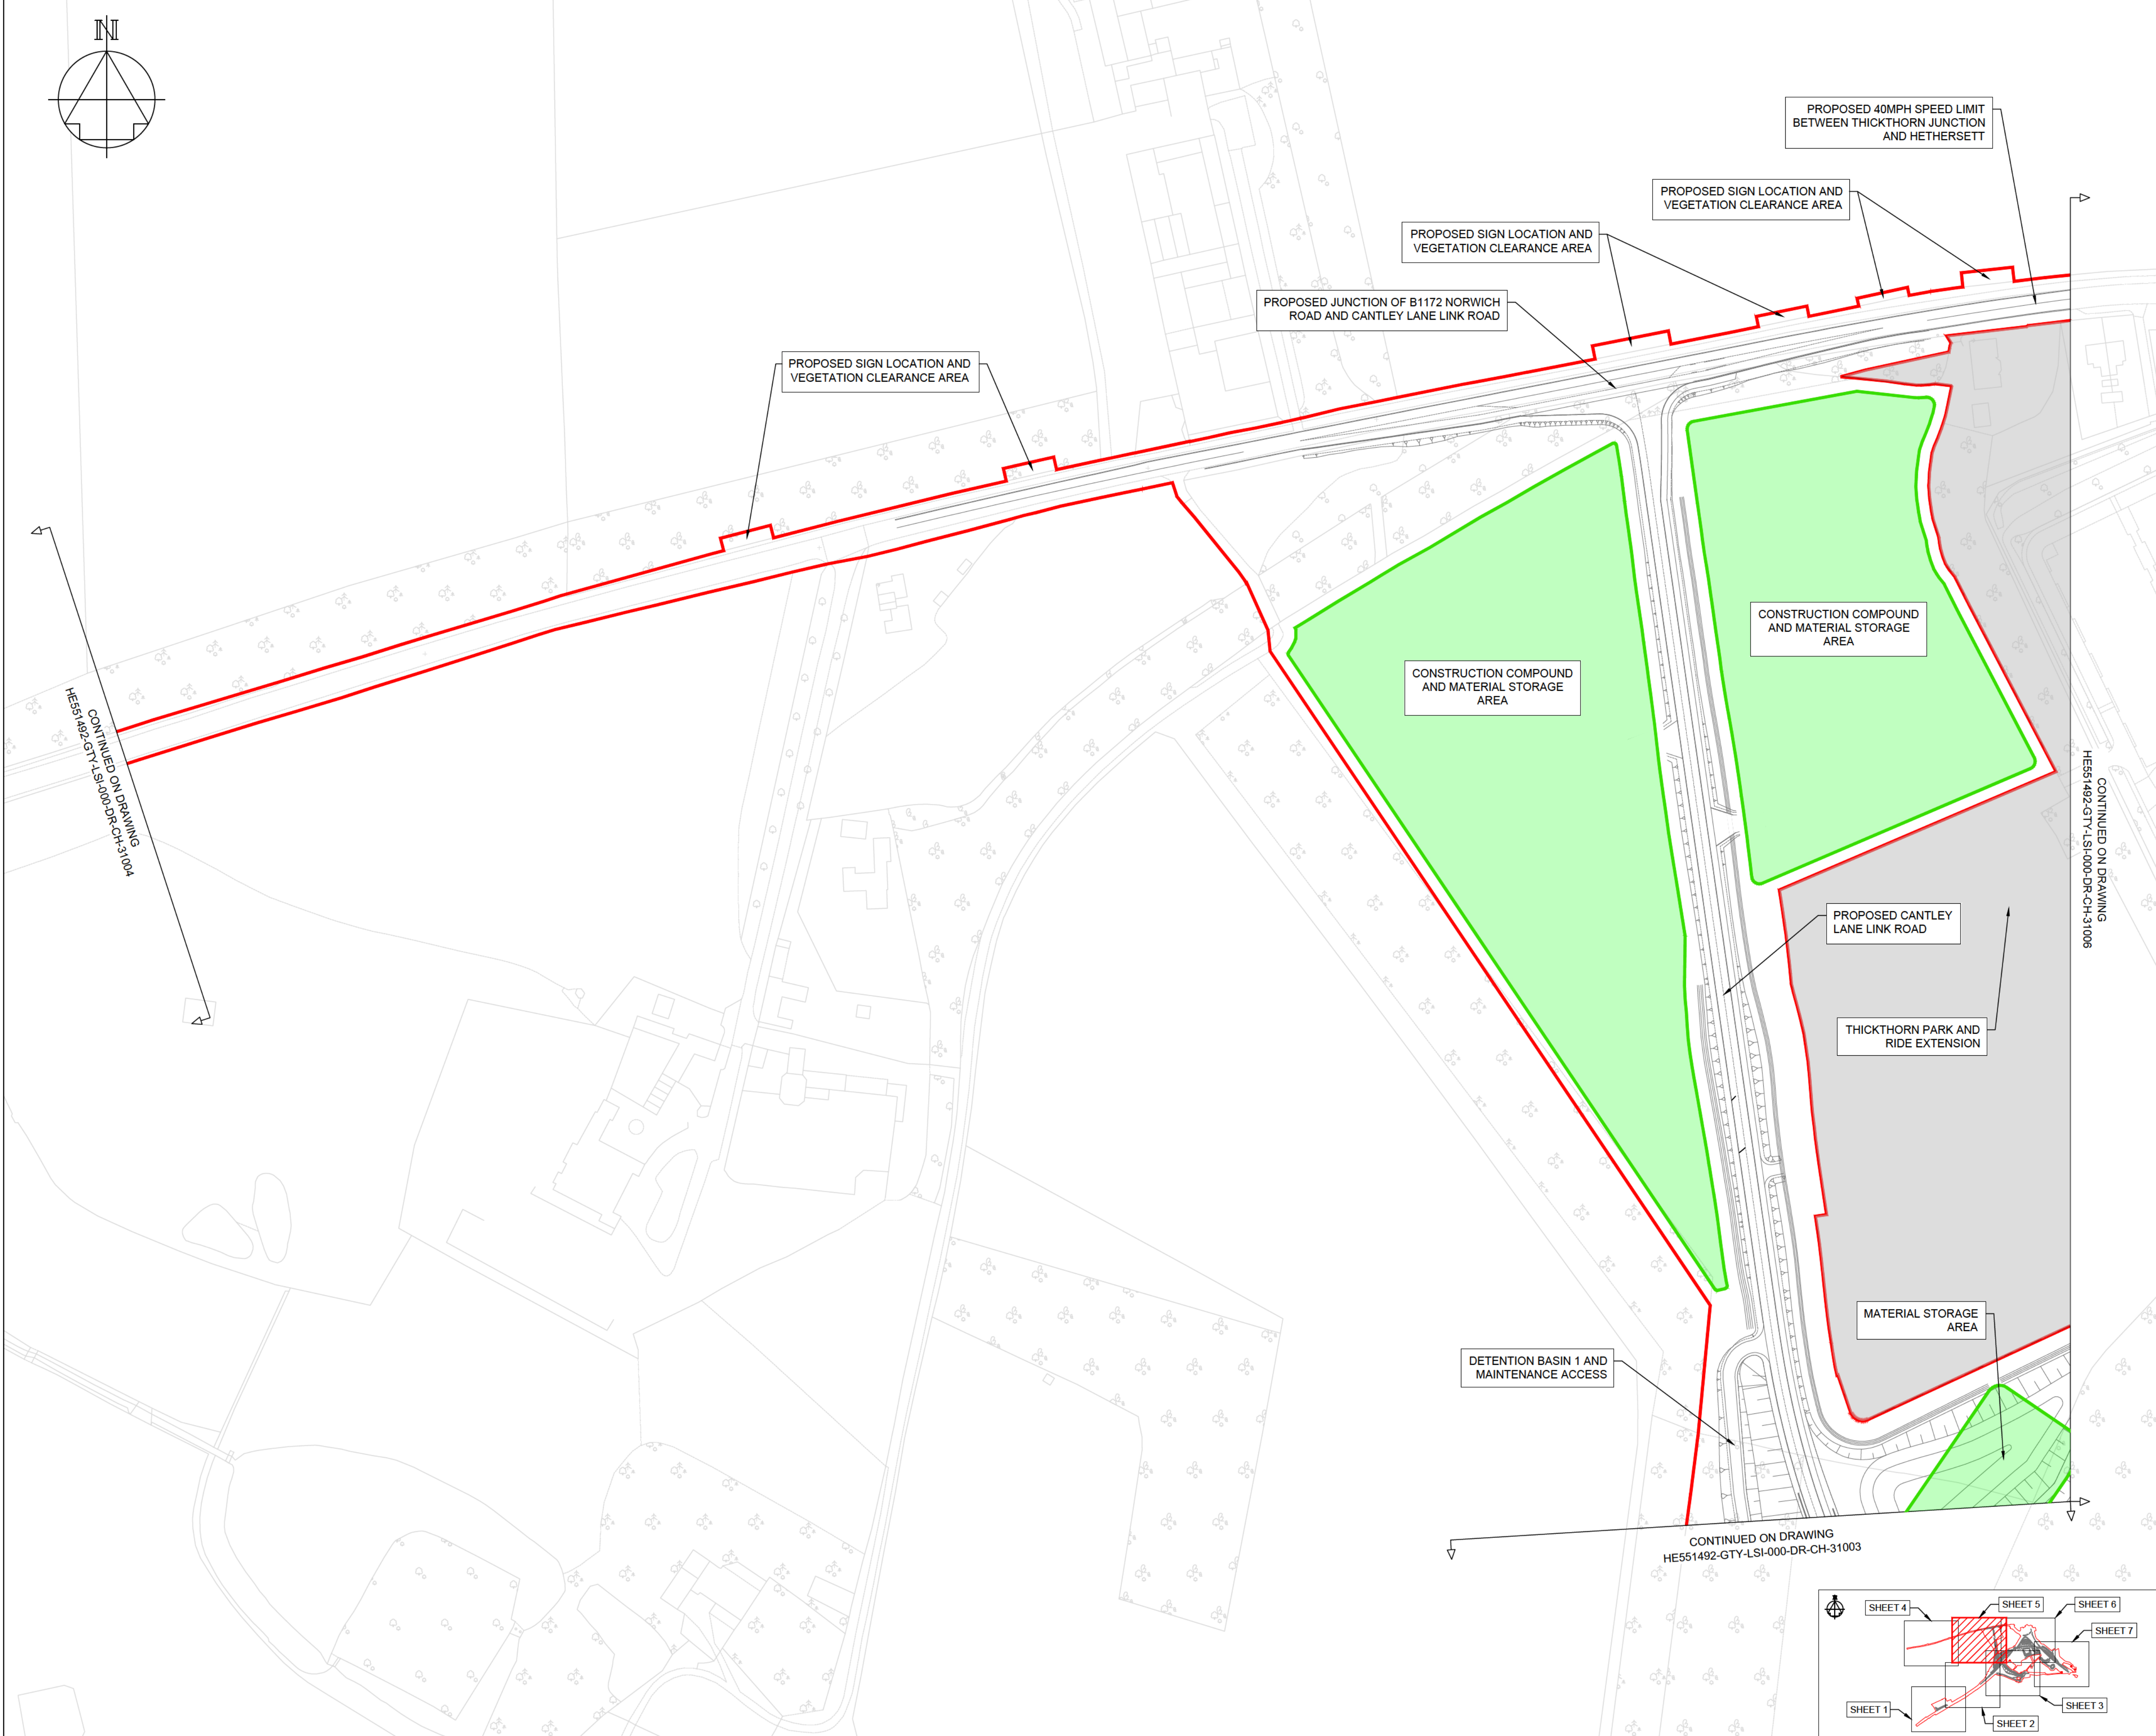 N
PROPOSED 40MPH SPEED LIMIT
BETWEEN THICKTHORN JUNCTION
AND HETHERSETT
PROPOSED SIGN LOCATION AND
VEGETATION CLEARANCE AREA
PROPOSED SIGN LOCATION AND
VEGETATION CLEARANCE AREA
PROPOSED JUNCTION OF B1172 NORWICH
ROAD AND CANTLEY LANE LINK ROAD
PROPOSED SIGN LOCATION AND
VEGETATION CLEARANCE AREA
CONSTRUCTION COMPOUND
AND MATERIAL STORAGE
AREA
CONSTRUCTION COMPOUND
AND MATERIAL STORAGE
AREA
CONTINUED ON DRAWING
HE551492-GTY-LSI-000-DR-CH-31004
CONTINUED ON DRAWING
HE551492-GTY-LSI-000-DR-CH-31006
PROPOSED CANTLEY
LANE LINK ROAD
THICKTHORN PARK AND
RIDE EXTENSION
MATERIAL STORAGE
AREA
DETENTION BASIN 1 AND
MAINTENANCE ACCESS
CONTINUED ON DRAWING
HE551492-GTY-LSI-000-DR-CH-31003
SHEET 4
SHEET 5
SHEET 6
SHEET 7
SHEET 1
SHEET 3
SHEET 2